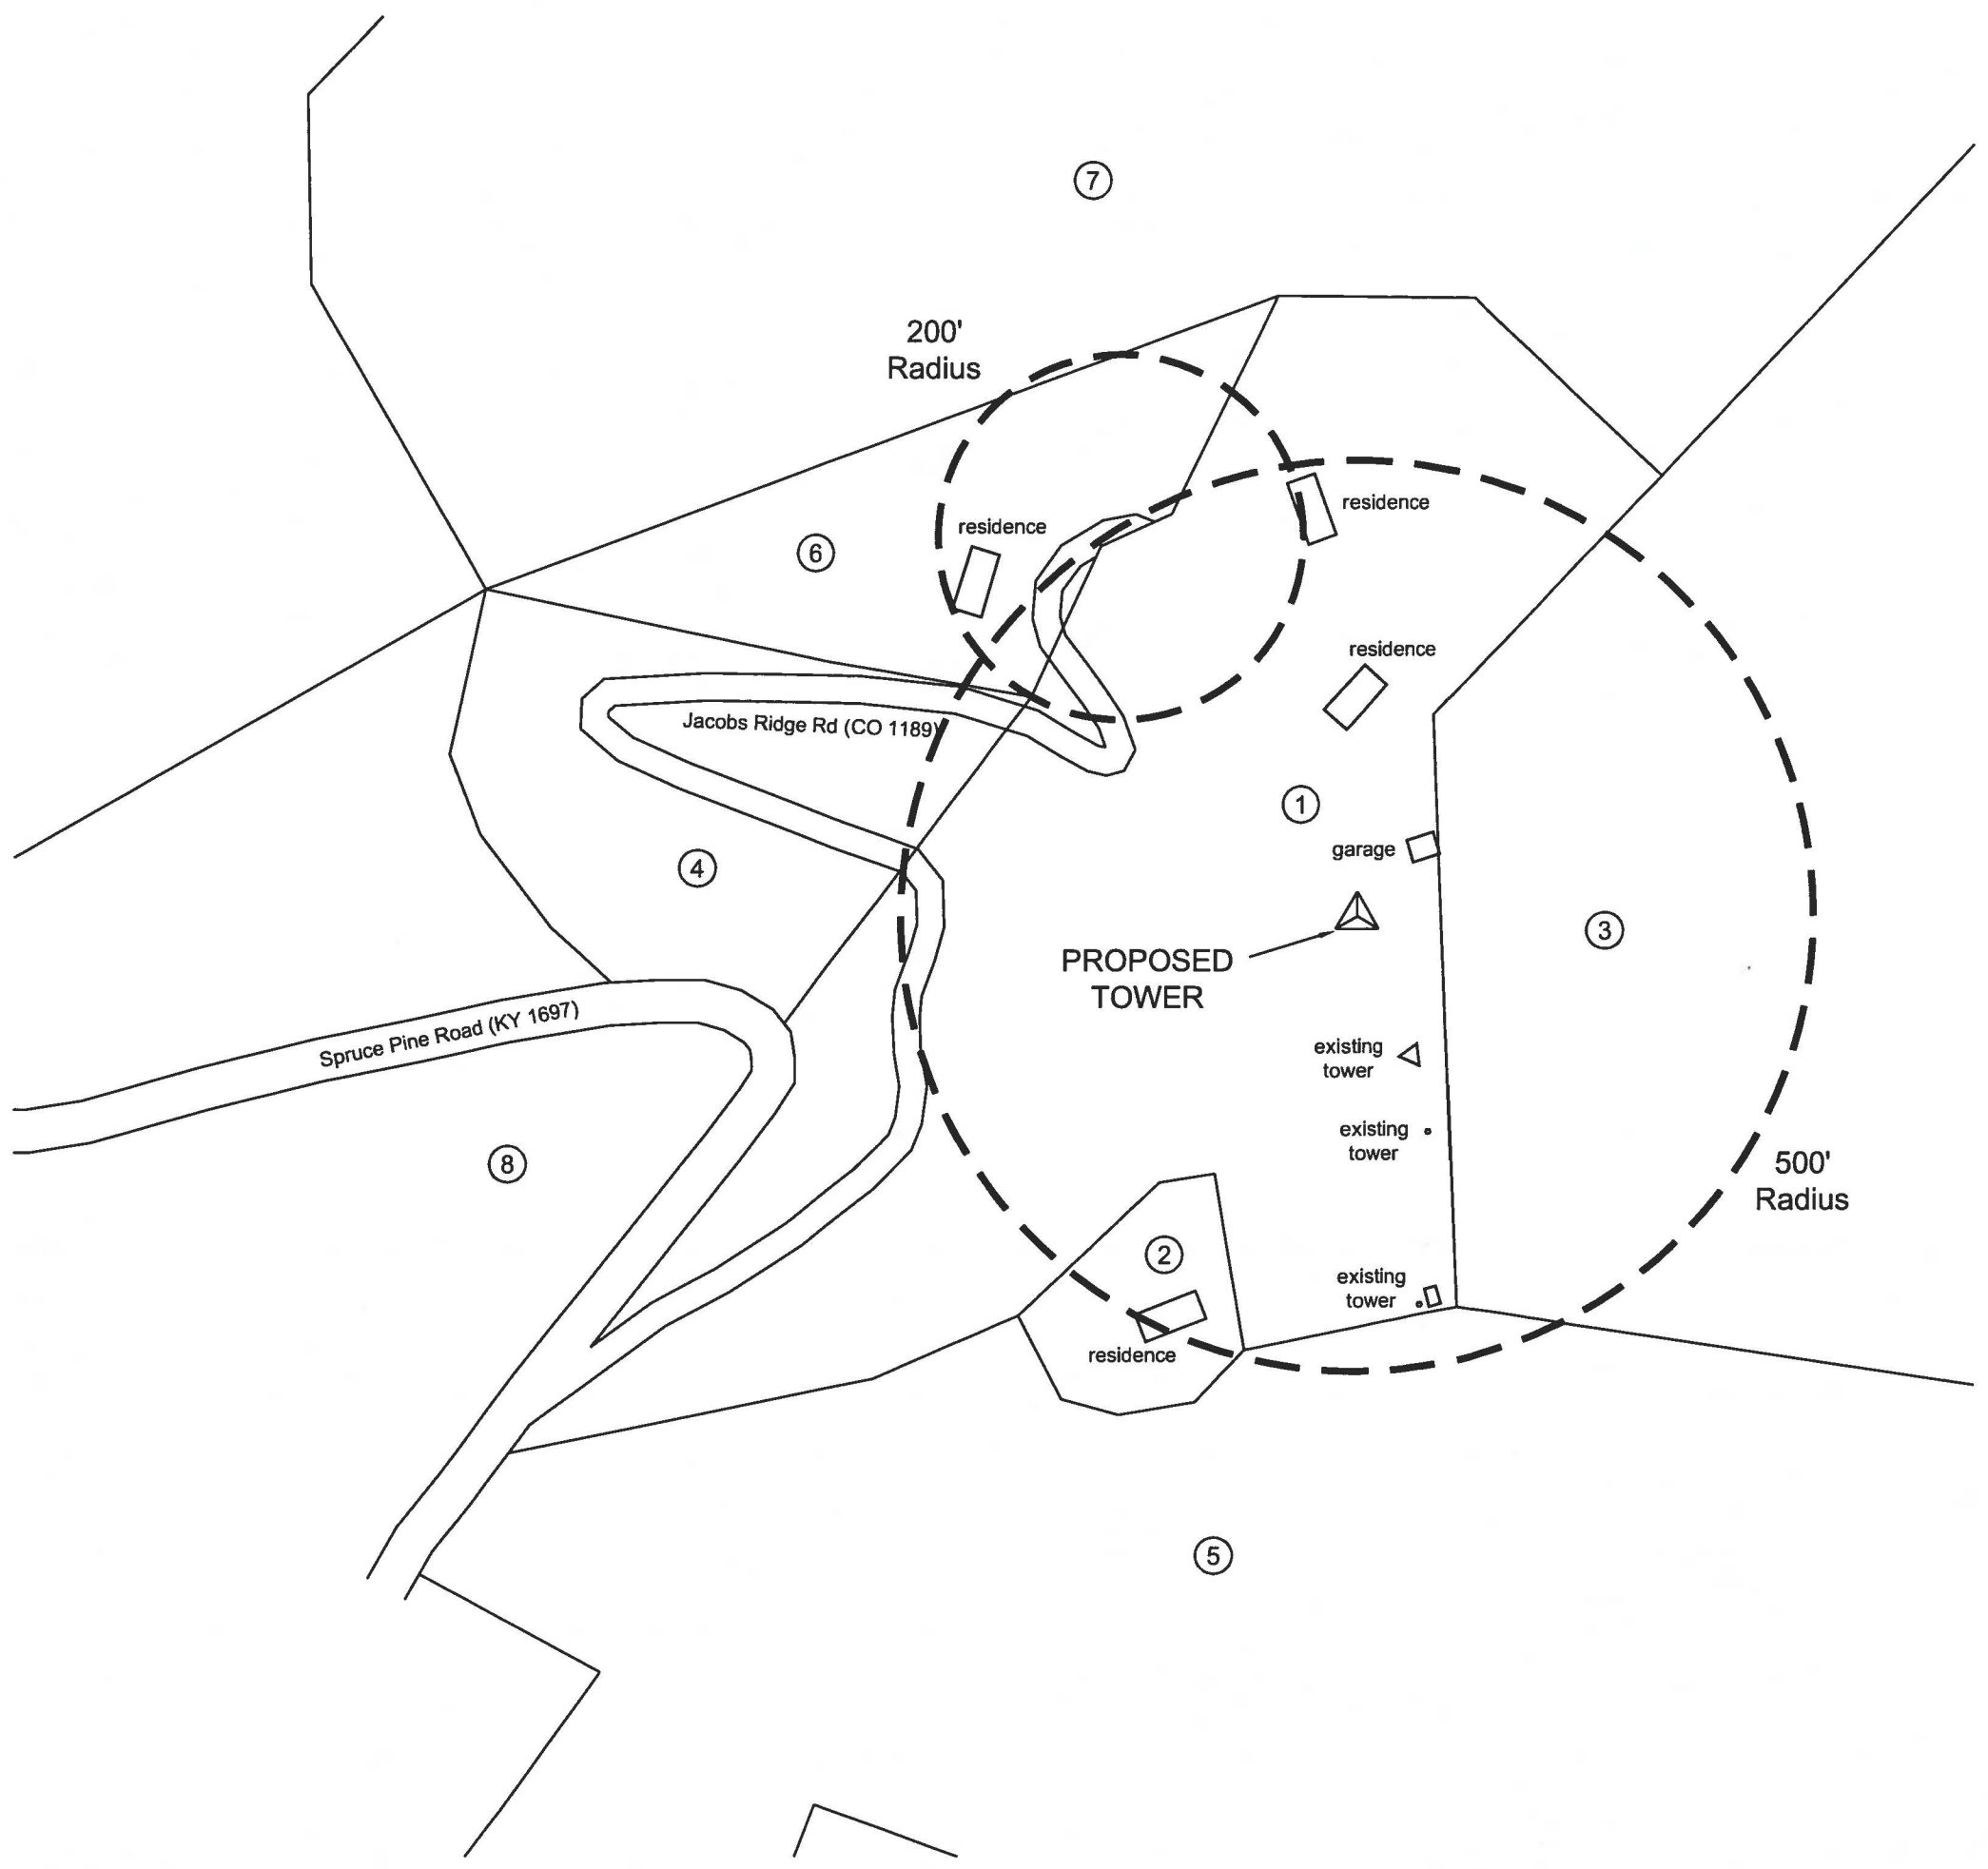 7
200'
Radius
residence
residence
6
residence
Jacobs Ridge Rd (CO 1189)
1
garage
4
3
PROPOSED
TOWER
Spruce Pine Road (KY 1697)
existing
tower
existing
tower
8
500'
Radius
2
existing
tower
residence
5